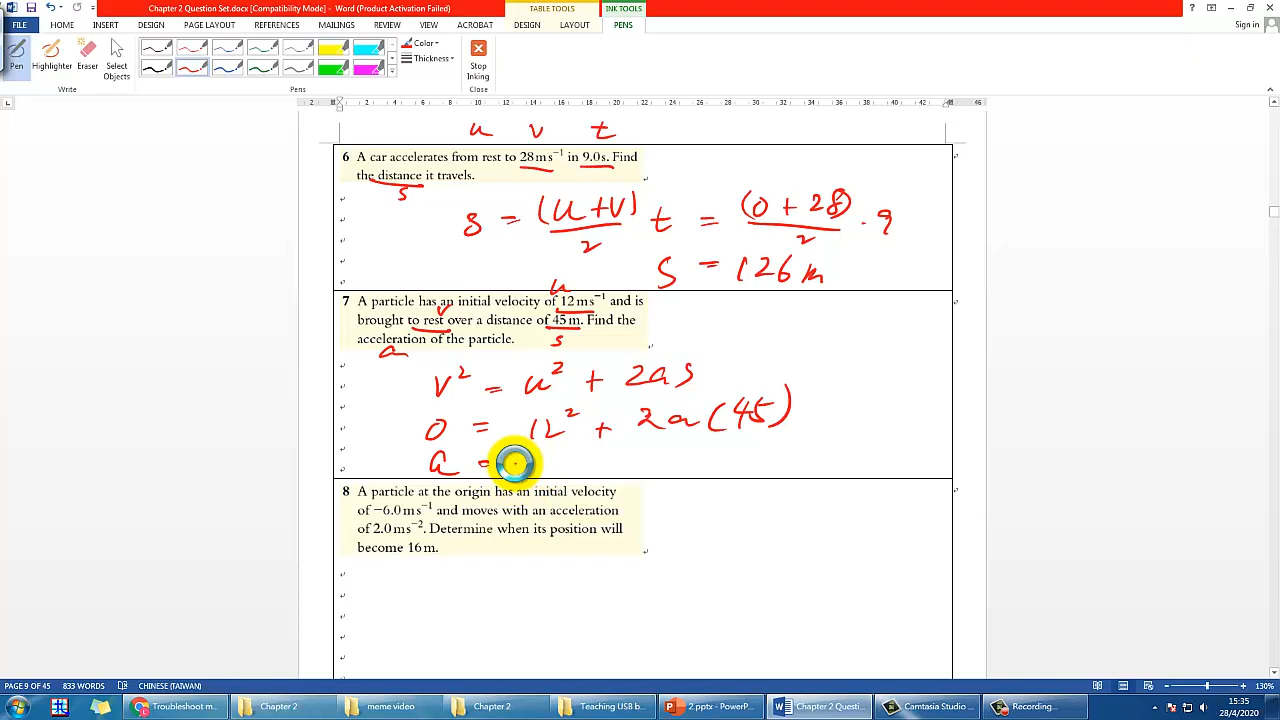 Chapter 2 Question Set.docx [Compatibility Mode] - Word (Product Activation Failed)
TABLE TOOLS
INK TOOLS
FILE HOME INSERT DESIGN PAGE LAYOUT REFERENCES MAILINGS REVIEW VIEW ACROBAT DESIGN LAYOUT PENS
Sign in
Pen Highlighter Eraser Select Objects
Color
Thickness
Stop Inking
Write Pens Close
u v t
6 A car accelerates from rest to 28 m s⁻¹ in 9.0 s. Find
the distance it travels.
s
s = (u+v)/2 t = (0 + 28)/2 · 9
s = 126 m
u
7 A particle has an initial velocity of 12 m s⁻¹ and is
v
brought to rest over a distance of 45 m. Find the
acceleration of the particle.
a s
v² = u² + 2as
0 = 12² + 2a(45)
a =
8 A particle at the origin has an initial velocity
of −6.0 m s⁻¹ and moves with an acceleration
of 2.0 m s⁻². Determine when its position will
become 16 m.
PAGE 9 OF 45 833 WORDS CHINESE (TAIWAN) 130%
Troubleshoot m... Chapter 2 meme video Chapter 2 Teaching USB b... 2.pptx - PowerP... Chapter 2 Questi... Camtasia Studio ... Recording...
15:35
28/4/2020